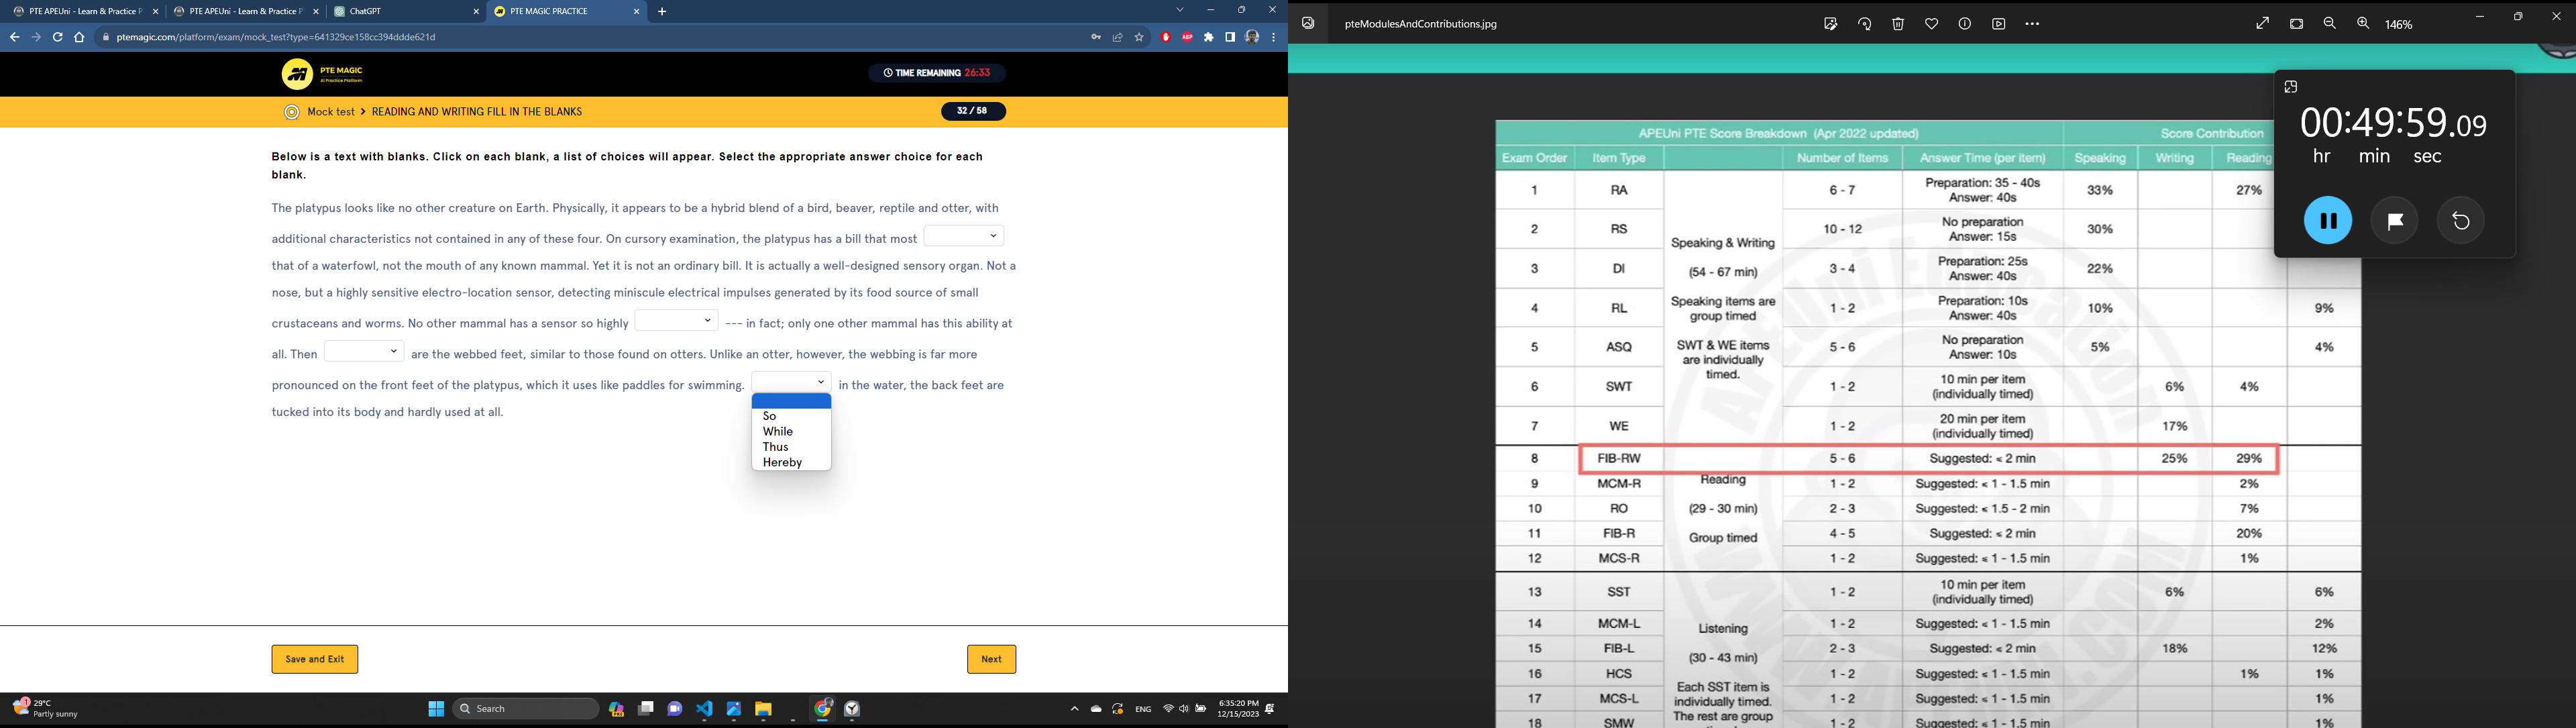 PTE APEUni - Learn & Practice P
PTE APEUni - Learn & Practice P
ChatGPT
PTE MAGIC PRACTICE
ptemagic.com/platform/exam/mock_test?type=641329ce158cc394ddde621d
PTE MAGIC
AI Practice Platform
TIME REMAINING 26:33
Mock test > READING AND WRITING FILL IN THE BLANKS
32 / 58
Below is a text with blanks. Click on each blank, a list of choices will appear. Select the appropriate answer choice for each
blank.
The platypus looks like no other creature on Earth. Physically, it appears to be a hybrid blend of a bird, beaver, reptile and otter, with
additional characteristics not contained in any of these four. On cursory examination, the platypus has a bill that most
that of a waterfowl, not the mouth of any known mammal. Yet it is not an ordinary bill. It is actually a well-designed sensory organ. Not a
nose, but a highly sensitive electro-location sensor, detecting miniscule electrical impulses generated by its food source of small
crustaceans and worms. No other mammal has a sensor so highly --- in fact; only one other mammal has this ability at
all. Then are the webbed feet, similar to those found on otters. Unlike an otter, however, the webbing is far more
pronounced on the front feet of the platypus, which it uses like paddles for swimming. in the water, the back feet are
tucked into its body and hardly used at all.
So
While
Thus
Hereby
Save and Exit
Next
29°C
Partly sunny
Search
ENG
6:35:20 PM
12/15/2023
pteModulesAndContributions.jpg
146%
00:49:59.09
hr min sec
APEUni PTE Score Breakdown (Apr 2022 updated)
Score Contribution
Exam Order Item Type Number of Items Answer Time (per item) Speaking Writing Reading
1 RA 6 - 7 Preparation: 35 - 40s Answer: 40s 33% 27%
2 RS 10 - 12 No preparation Answer: 15s 30%
Speaking & Writing
(54 - 67 min)
3 DI 3 - 4 Preparation: 25s Answer: 40s 22%
Speaking items are
group timed
4 RL 1 - 2 Preparation: 10s Answer: 40s 10% 9%
5 ASQ 5 - 6 No preparation Answer: 10s 5% 4%
SWT & WE items
are individually
timed.
6 SWT 1 - 2 10 min per item (individually timed) 6% 4%
7 WE 1 - 2 20 min per item (individually timed) 17%
8 FIB-RW 5 - 6 Suggested: < 2 min 25% 29%
Reading
(29 - 30 min)
Group timed
9 MCM-R 1 - 2 Suggested: < 1 - 1.5 min 2%
10 RO 2 - 3 Suggested: < 1.5 - 2 min 7%
11 FIB-R 4 - 5 Suggested: < 2 min 20%
12 MCS-R 1 - 2 Suggested: < 1 - 1.5 min 1%
13 SST 1 - 2 10 min per item (individually timed) 6% 6%
14 MCM-L 1 - 2 Suggested: < 1 - 1.5 min 2%
Listening
(30 - 43 min)
15 FIB-L 2 - 3 Suggested: < 2 min 18% 12%
16 HCS 1 - 2 Suggested: < 1 - 1.5 min 1% 1%
Each SST item is
individually timed.
The rest are group
17 MCS-L 1 - 2 Suggested: < 1 - 1.5 min 1%
18 SMW 1 - 2 Suggested: < 1 - 1.5 min 1%